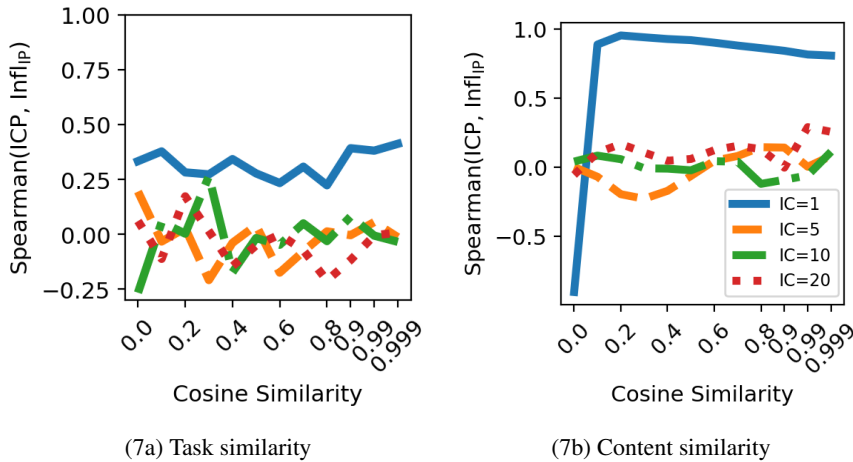 1.00
0.75
0.50
0.25
0.00
−0.25
Spearman(ICP, InflIP)
0.0
0.2
0.4
0.6
0.8
0.9
0.99
0.999
Cosine Similarity
(7a) Task similarity
1.0
0.5
0.0
−0.5
Spearman(ICP, InflIP)
IC=1
IC=5
IC=10
IC=20
0.0
0.2
0.4
0.6
0.8
0.9
0.99
0.999
Cosine Similarity
(7b) Content similarity